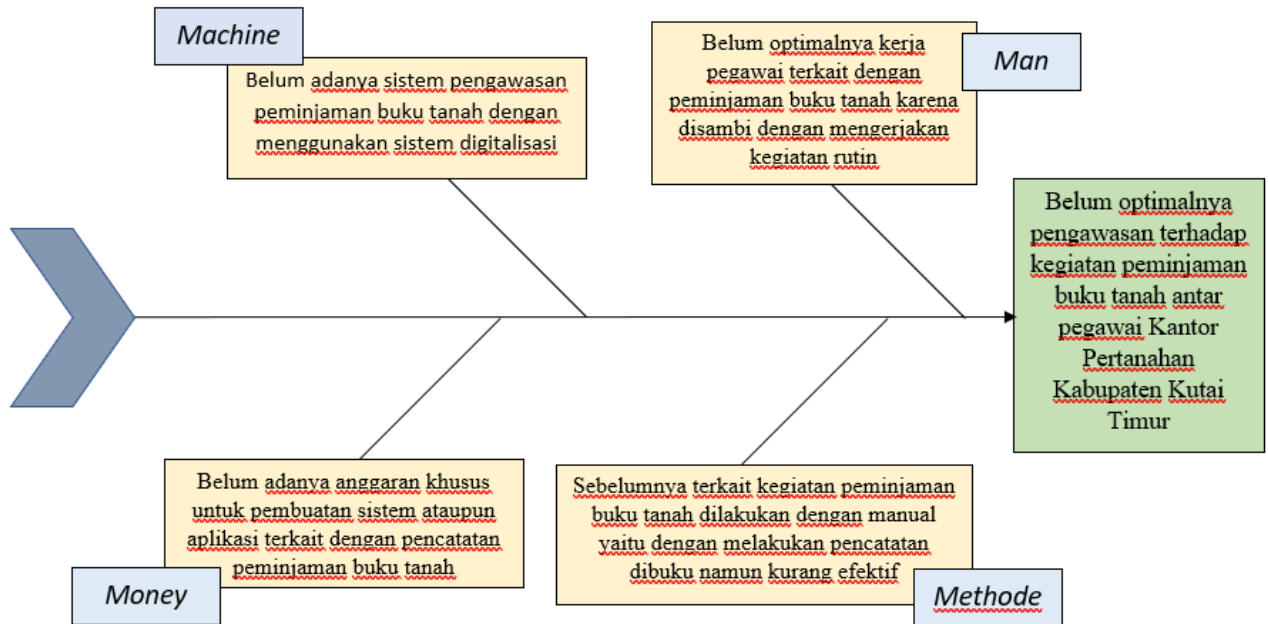 Machine
Belum adanya sistem pengawasan
peminjaman buku tanah dengan
menggunakan sistem digitalisasi
Belum optimalnya kerja
pegawai terkait dengan
peminjaman buku tanah karena
disambi dengan mengerjakan
kegiatan rutin
Man
Belum optimalnya
pengawasan terhadap
kegiatan peminjaman
buku tanah antar
pegawai Kantor
Pertanahan
Kabupaten Kutai
Timur
Belum adanya anggaran khusus
untuk pembuatan sistem ataupun
aplikasi terkait dengan pencatatan
peminjaman buku tanah
Money
Sebelumnya terkait kegiatan peminjaman
buku tanah dilakukan dengan manual
yaitu dengan melakukan pencatatan
dibuku namun kurang efektif
Methode